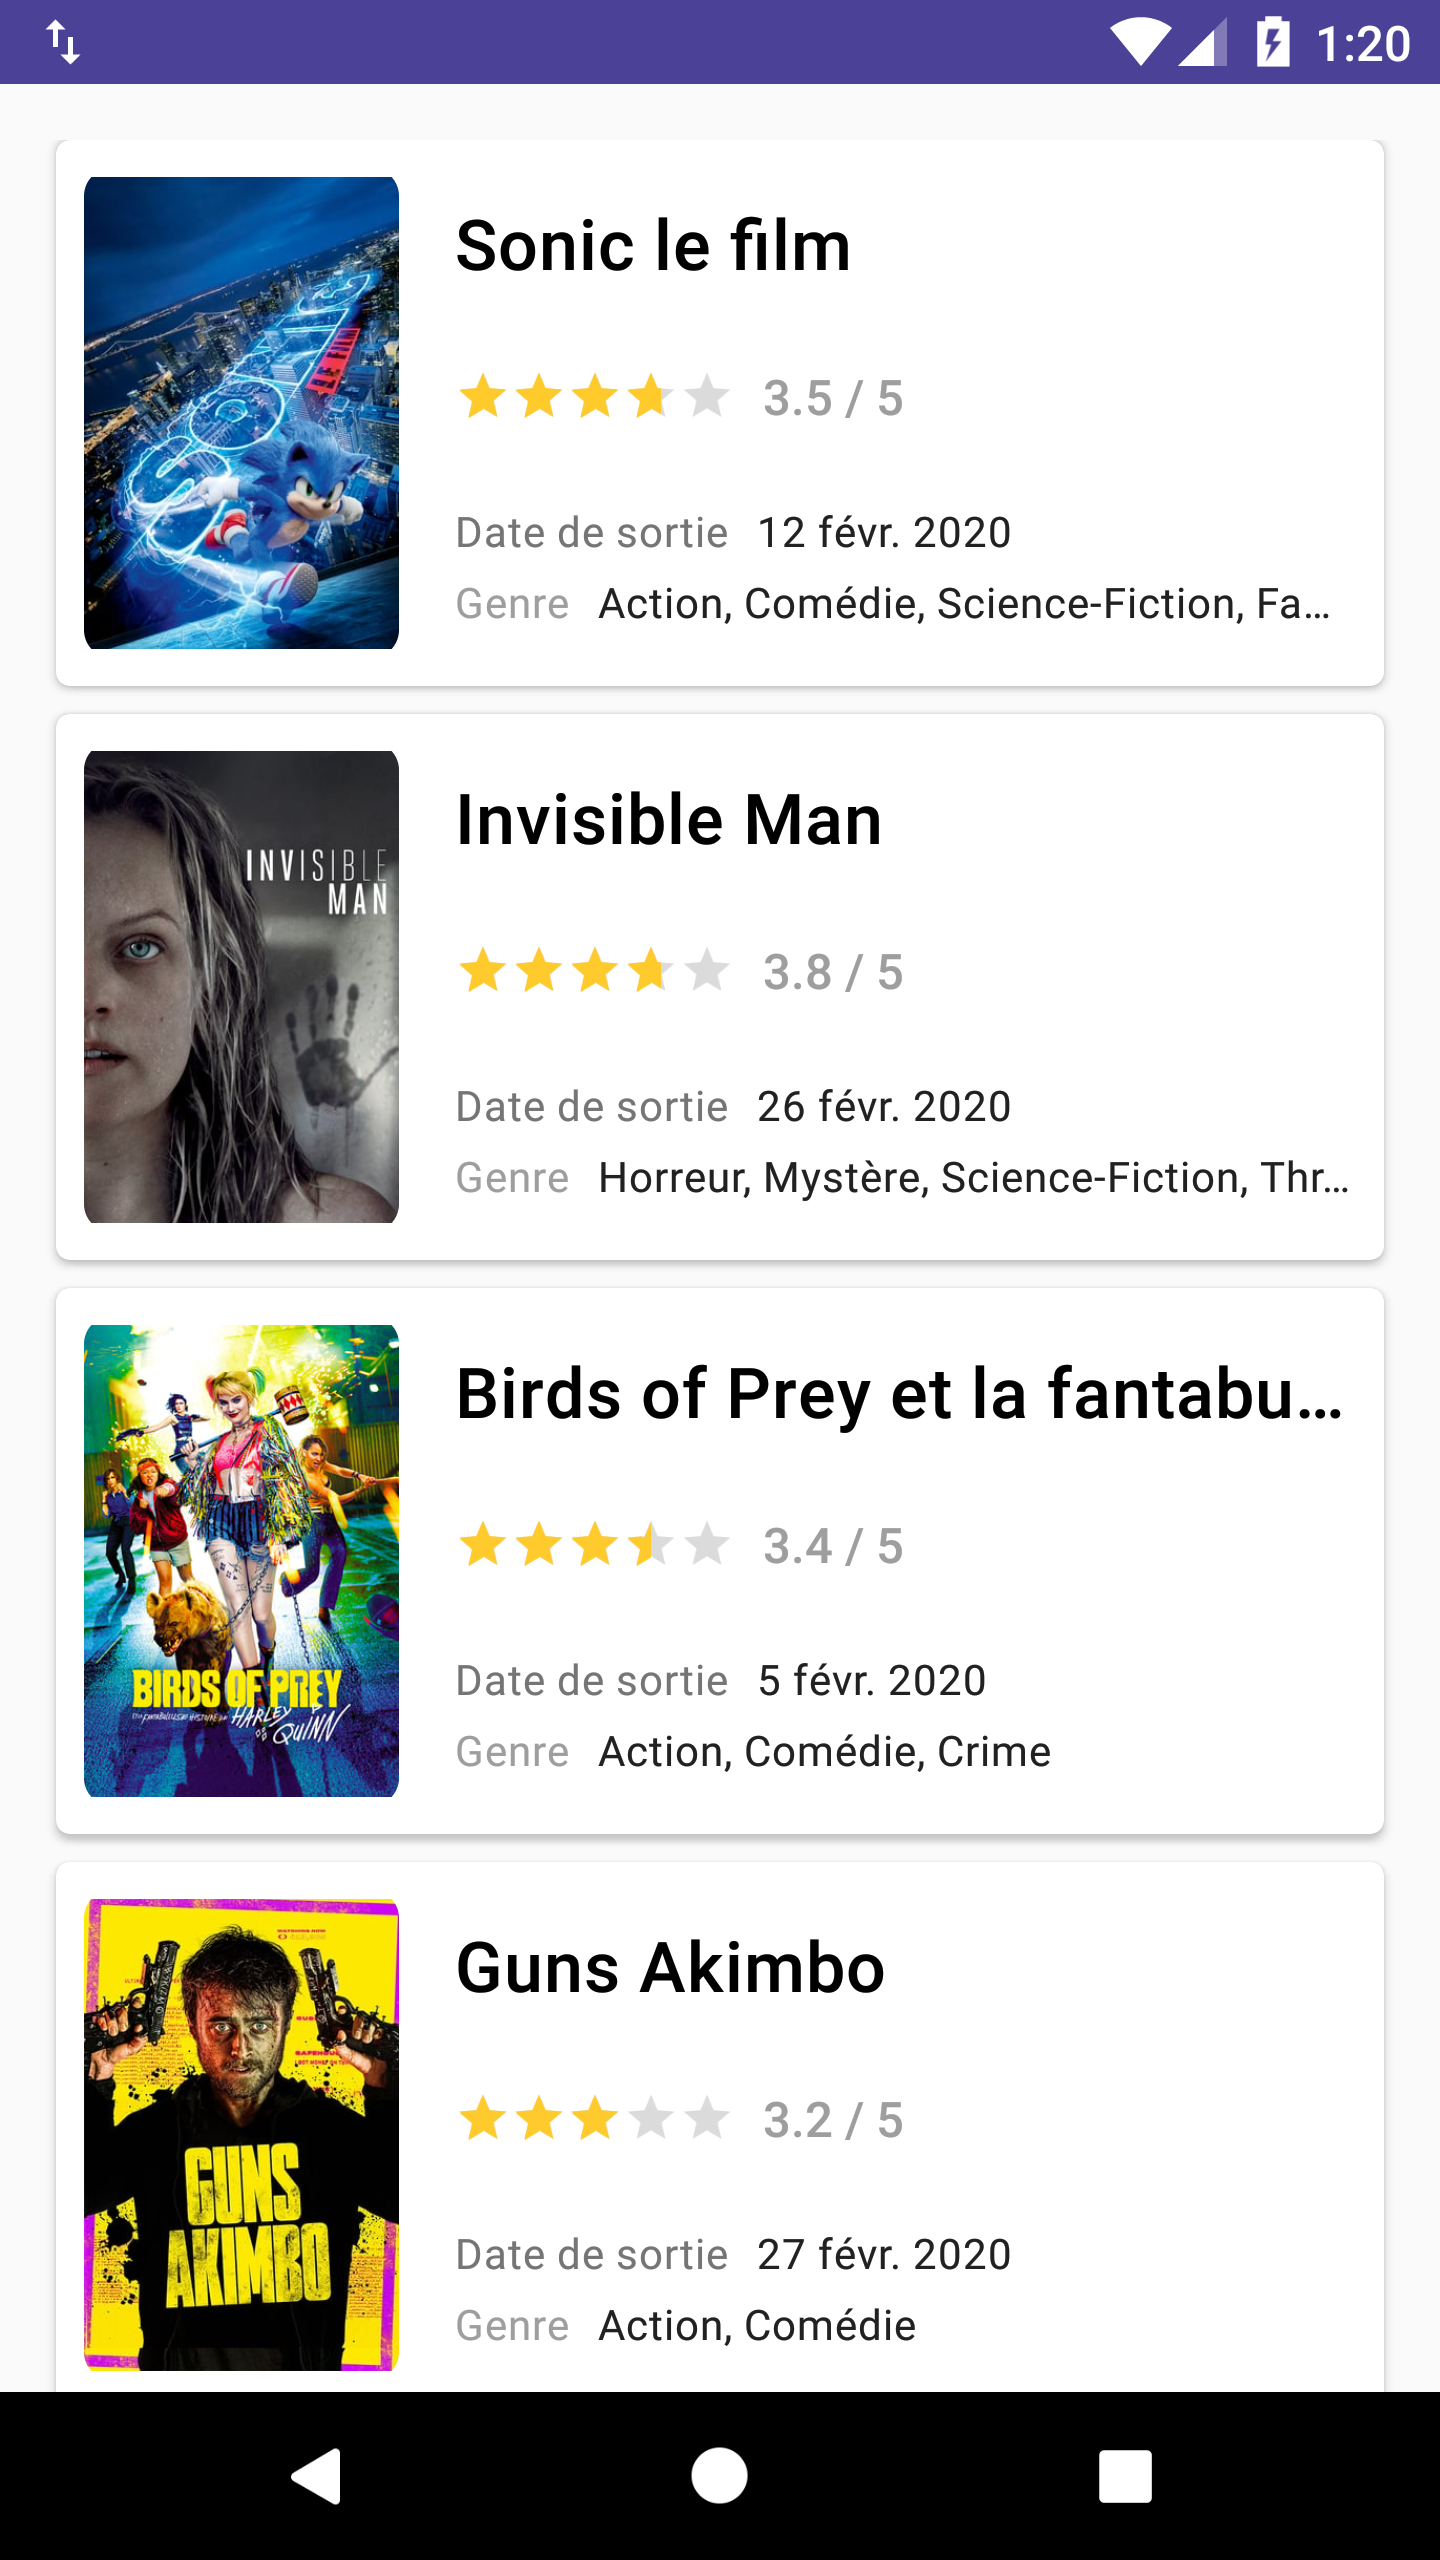 1:20
SONIC
LE FILM
Sonic le film
3.5 / 5
Date de sortie 12 févr. 2020
Genre Action, Comédie, Science-Fiction, Fa...
INVISIBLE
MAN
Invisible Man
3.8 / 5
Date de sortie 26 févr. 2020
Genre Horreur, Mystère, Science-Fiction, Thr...
BIRDS OF PREY
HARLEY
QUINN
Birds of Prey et la fantabu...
3.4 / 5
Date de sortie 5 févr. 2020
Genre Action, Comédie, Crime
GUNS
AKIMBO
Guns Akimbo
3.2 / 5
Date de sortie 27 févr. 2020
Genre Action, Comédie